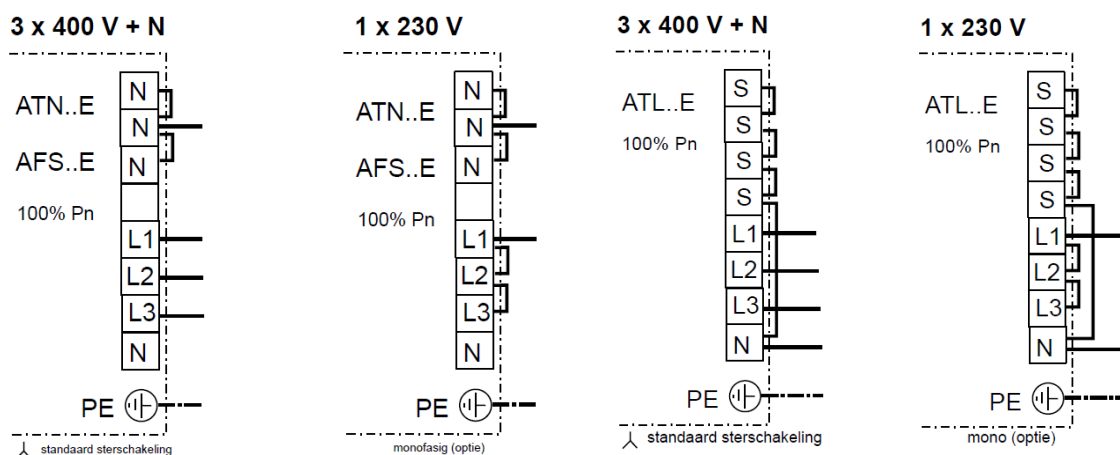 3 x 400 V + N
ATN..E
AFS..E
100% Pn
N
N
N
L1
L2
L3
N
PE
standaard sterschakeling
1 x 230 V
ATN..E
AFS..E
100% Pn
N
N
N
L1
L2
L3
N
PE
monofasig (optie)
3 x 400 V + N
ATL..E
100% Pn
S
S
S
S
L1
L2
L3
N
PE
standaard sterschakeling
1 x 230 V
ATL..E
100% Pn
S
S
S
S
L1
L2
L3
N
PE
mono (optie)